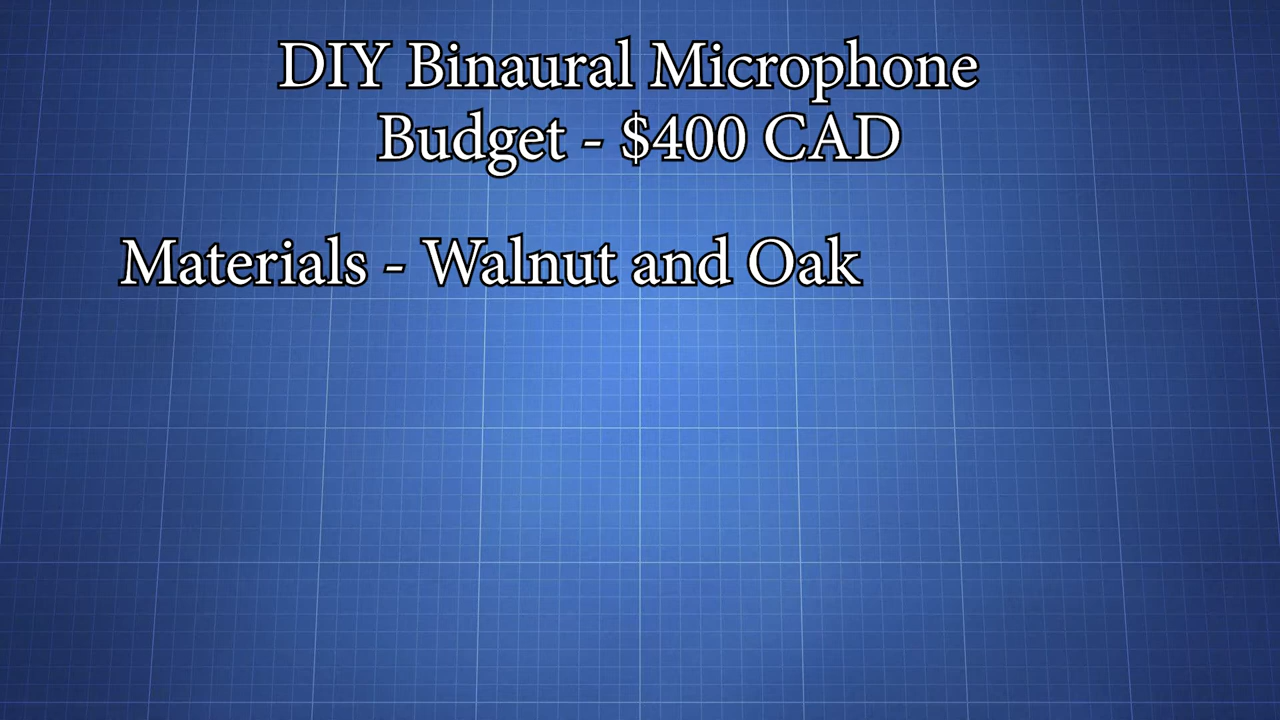 DIY Binaural Microphone
Budget - $400 CAD
Materials - Walnut and Oak